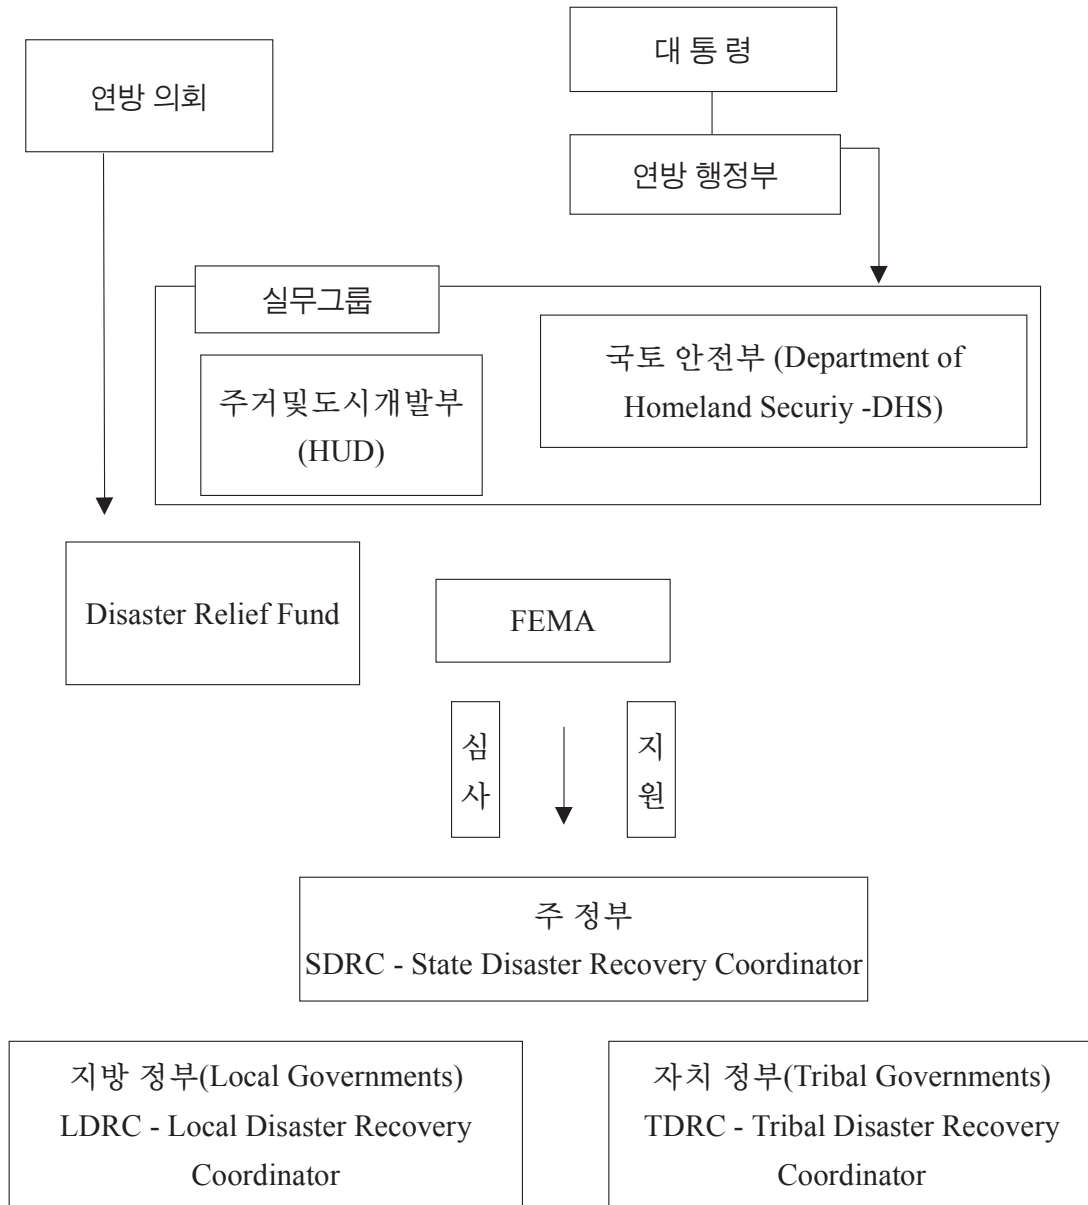 연방 의회
대 통 령
연방 행정부
실무그룹
주거및도시개발부
(HUD)
국토 안전부 (Department of
Homeland Securiy -DHS)
Disaster Relief Fund
FEMA
심
사
지
원
주 정부
SDRC - State Disaster Recovery Coordinator
지방 정부(Local Governments)
LDRC - Local Disaster Recovery
Coordinator
자치 정부(Tribal Governments)
TDRC - Tribal Disaster Recovery
Coordinator